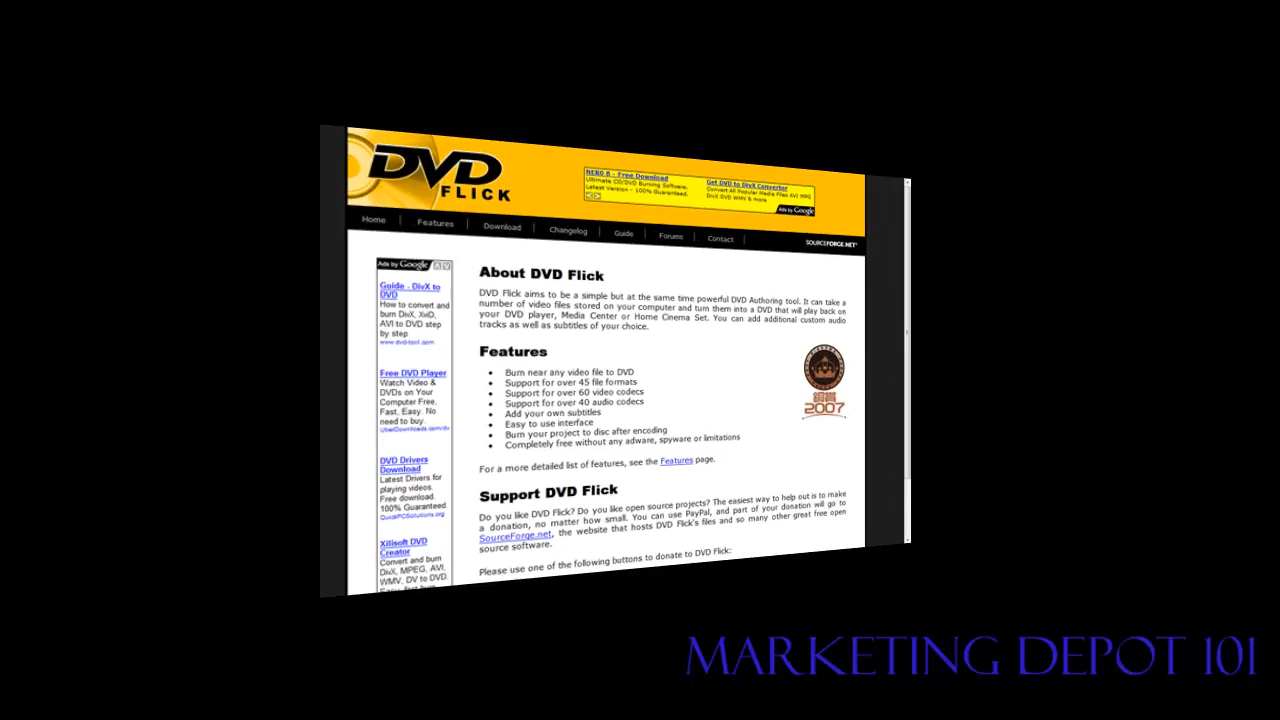 DVD
FLICK
NERO 8 - Free Download
Ultimate CD/DVD Burning Software.
Latest Version - 100% Guaranteed.
Get DVD to DivX Convertor
Convert All Popular Media Files AVI MPG
DivX DVD WMV & more
Ads by Google
Home | Features | Download | Changelog | Guide | Forums | Contact |
SOURCEFORGE.NET
Ads by Google
Guide - DivX to
DVD
How to convert and
burn DivX, XviD,
AVI to DVD step
by step
www.dvd-tool.com
Free DVD Player
Watch Video &
DVDs on Your
Computer Free,
Fast, Easy. No
need to buy.
UberDownloads.com/dv
DVD Drivers
Download
Latest Drivers for
playing videos.
Free download.
100% Guaranteed.
QuickPCSolutions.org
Xilisoft DVD
Creator
Convert and burn
DivX, MPEG, AVI,
WMV, DV to DVD.
About DVD Flick
DVD Flick aims to be a simple but at the same time powerful DVD Authoring tool. It can take a
number of video files stored on your computer and turn them into a DVD that will play back on
your DVD player, Media Center or Home Cinema Set. You can add additional custom audio
tracks as well as subtitles of your choice.
Features
• Burn near any video file to DVD
• Support for over 45 file formats
• Support for over 60 video codecs
• Support for over 40 audio codecs
• Add your own subtitles
• Easy to use interface
• Burn your project to disc after encoding
• Completely free without any adware, spyware or limitations
銅賞
2007
For a more detailed list of features, see the Features page.
Support DVD Flick
Do you like DVD Flick? Do you like open source projects? The easiest way to help out is to make
a donation, no matter how small. You can use PayPal, and part of your donation will go to
SourceForge.net, the website that hosts DVD Flick's files and so many other great free open
source software.
Please use one of the following buttons to donate to DVD Flick:
MARKETING DEPOT 101